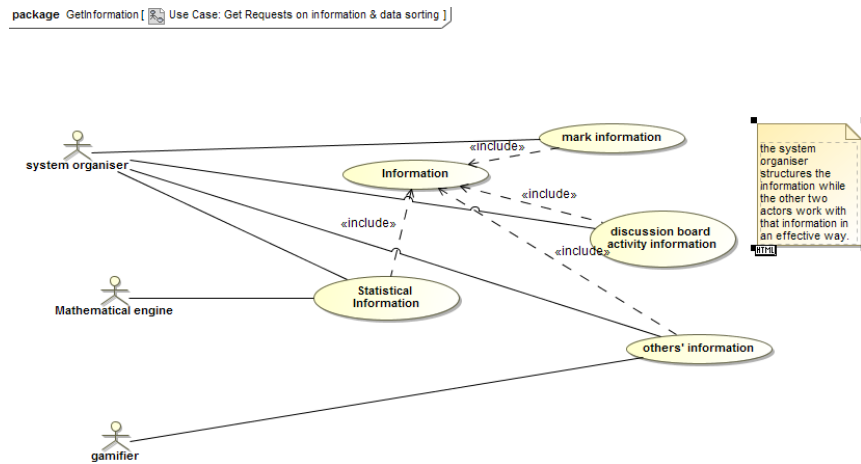 package GetInformation [ Use Case: Get Requests on information & data sorting ]
system organiser
mark information
«include»
Information
«include»
«include»
discussion board
activity information
«include»
the system
organiser
structures the
information while
the other two
actors work with
that information in
an effective way.
HTML
Statistical
Information
Mathematical engine
others' information
gamifier